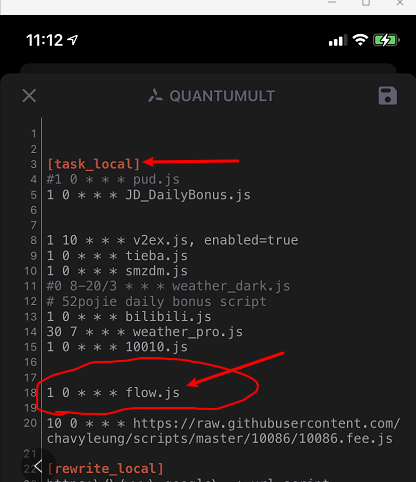 11:12
QUANTUMULT
1
2
3 [task_local]
4 #1 0 * * * pud.js
5 1 0 * * * JD_DailyBonus.js
6
7
8 1 10 * * * v2ex.js, enabled=true
9 1 0 * * * tieba.js
10 1 0 * * * smzdm.js
11 #0 8-20/3 * * * weather_dark.js
12 # 52pojie daily bonus script
13 1 0 * * * bilibili.js
14 30 7 * * * weather_pro.js
15 1 0 * * * 10010.js
16
17
18 1 0 * * * flow.js
19
20 10 0 * * * https://raw.githubusercontent.com/
chavyleung/scripts/master/10086/10086.fee.js
21
22 [rewrite_local]